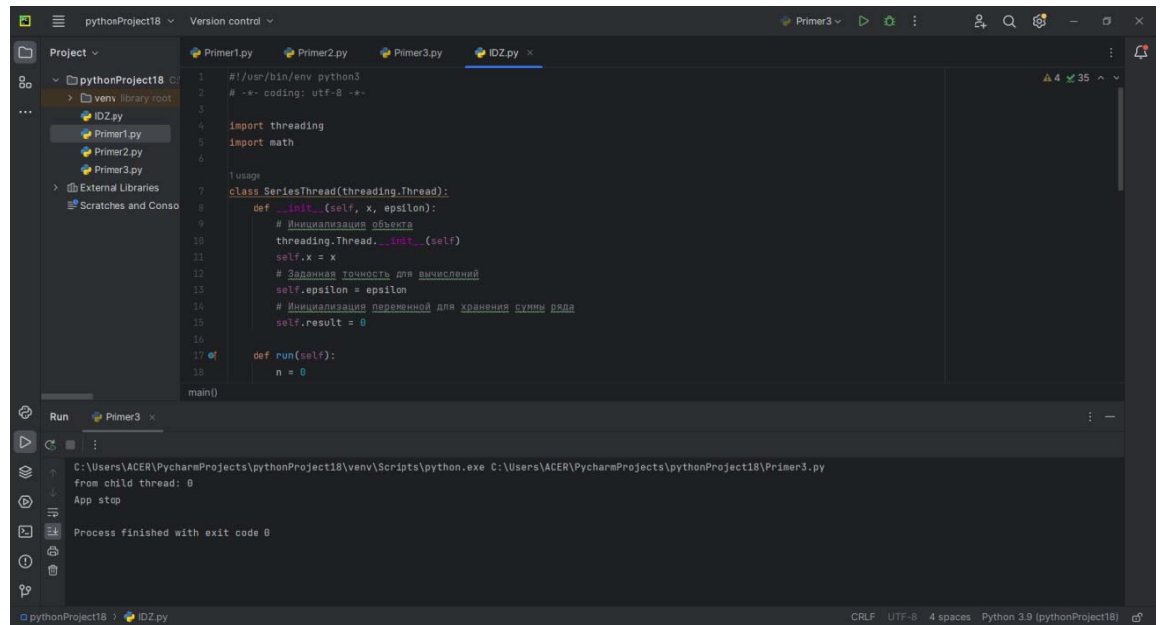 pythonProject18 Version control Primer3
Project
Primer1.py Primer2.py Primer3.py IDZ.py
pythonProject18 C:\
venv library root
IDZ.py
Primer1.py
Primer2.py
Primer3.py
External Libraries
Scratches and Conso
4 35
1 #!/usr/bin/env python3
2 # -*- coding: utf-8 -*-
3
4 import threading
5 import math
6
1 usage
7 class SeriesThread(threading.Thread):
8 def __init__(self, x, epsilon):
9 # Инициализация объекта
10 threading.Thread.__init__(self)
11 self.x = x
12 # Заданная точность для вычислений
13 self.epsilon = epsilon
14 # Инициализация переменной для хранения суммы ряда
15 self.result = 0
16
17 def run(self):
18 n = 0
main()
Run Primer3
C:\Users\ACER\PycharmProjects\pythonProject18\venv\Scripts\python.exe C:\Users\ACER\PycharmProjects\pythonProject18\Primer3.py
from child thread: 0
App stop
Process finished with exit code 0
pythonProject18 > IDZ.py
CRLF UTF-8 4 spaces Python 3.9 (pythonProject18)